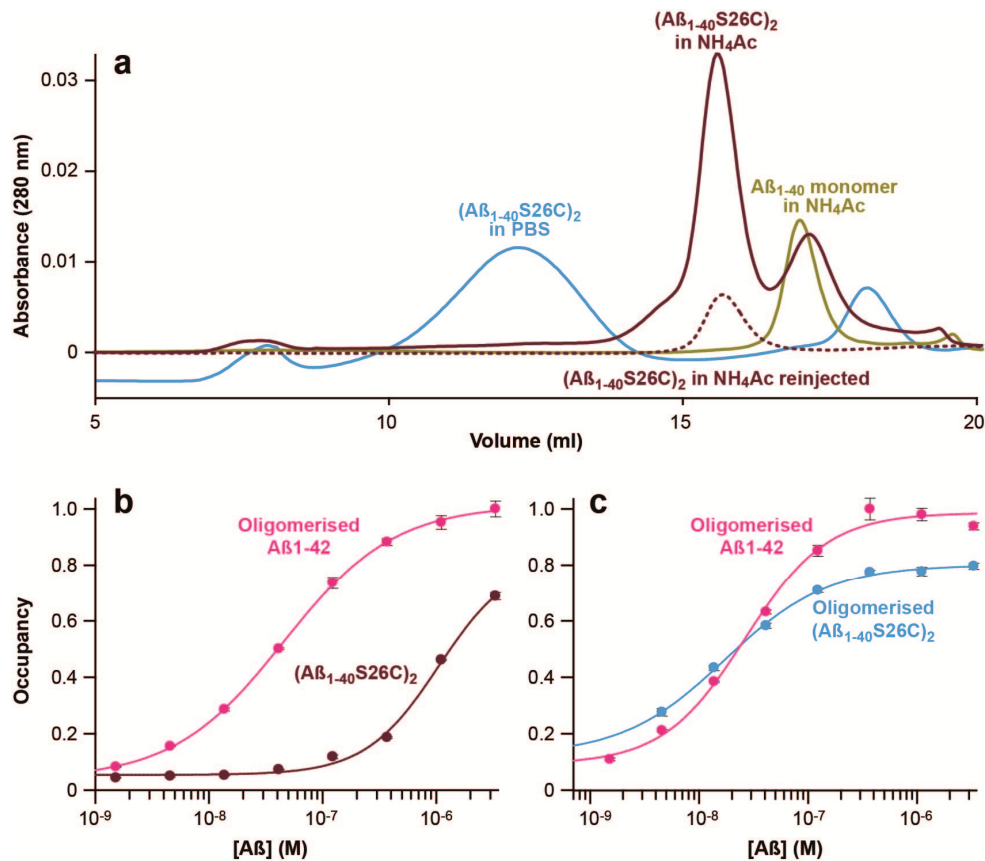 a
(Aß1-40S26C)2
in NH4Ac
Aß1-40 monomer
in NH4Ac
(Aß1-40S26C)2
in PBS
(Aß1-40S26C)2 in NH4Ac reinjected
Absorbance (280 nm)
0.03
0.02
0.01
0
5
10
15
20
Volume (ml)
b
Oligomerised
Aß1-42
(Aß1-40S26C)2
Occupancy
1.0
0.8
0.6
0.4
0.2
0
10-9
10-8
10-7
10-6
[Aß] (M)
c
Oligomerised
Aß1-42
Oligomerised
(Aß1-40S26C)2
1.0
0.8
0.6
0.4
0.2
0
10-9
10-8
10-7
10-6
[Aß] (M)